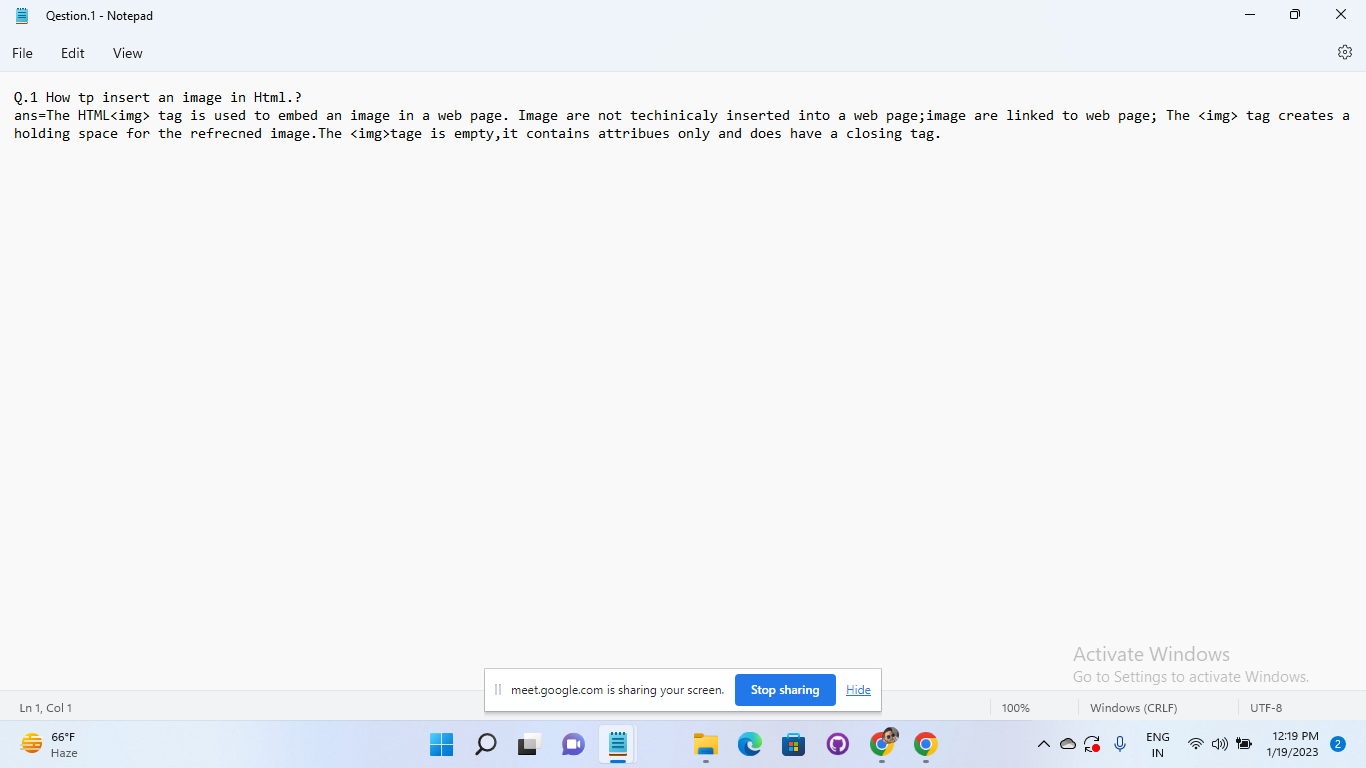 Qestion.1 - Notepad
File Edit View
Q.1 How tp insert an image in Html.?
ans=The HTML<img> tag is used to embed an image in a web page. Image are not techinicaly inserted into a web page;image are linked to web page; The <img> tag creates a
holding space for the refrecned image.The <img>tage is empty,it contains attribues only and does have a closing tag.
Activate Windows
Go to Settings to activate Windows.
meet.google.com is sharing your screen. Stop sharing Hide
Ln 1, Col 1 100% Windows (CRLF) UTF-8
66°F
Haze
ENG
IN
12:19 PM
1/19/2023
2